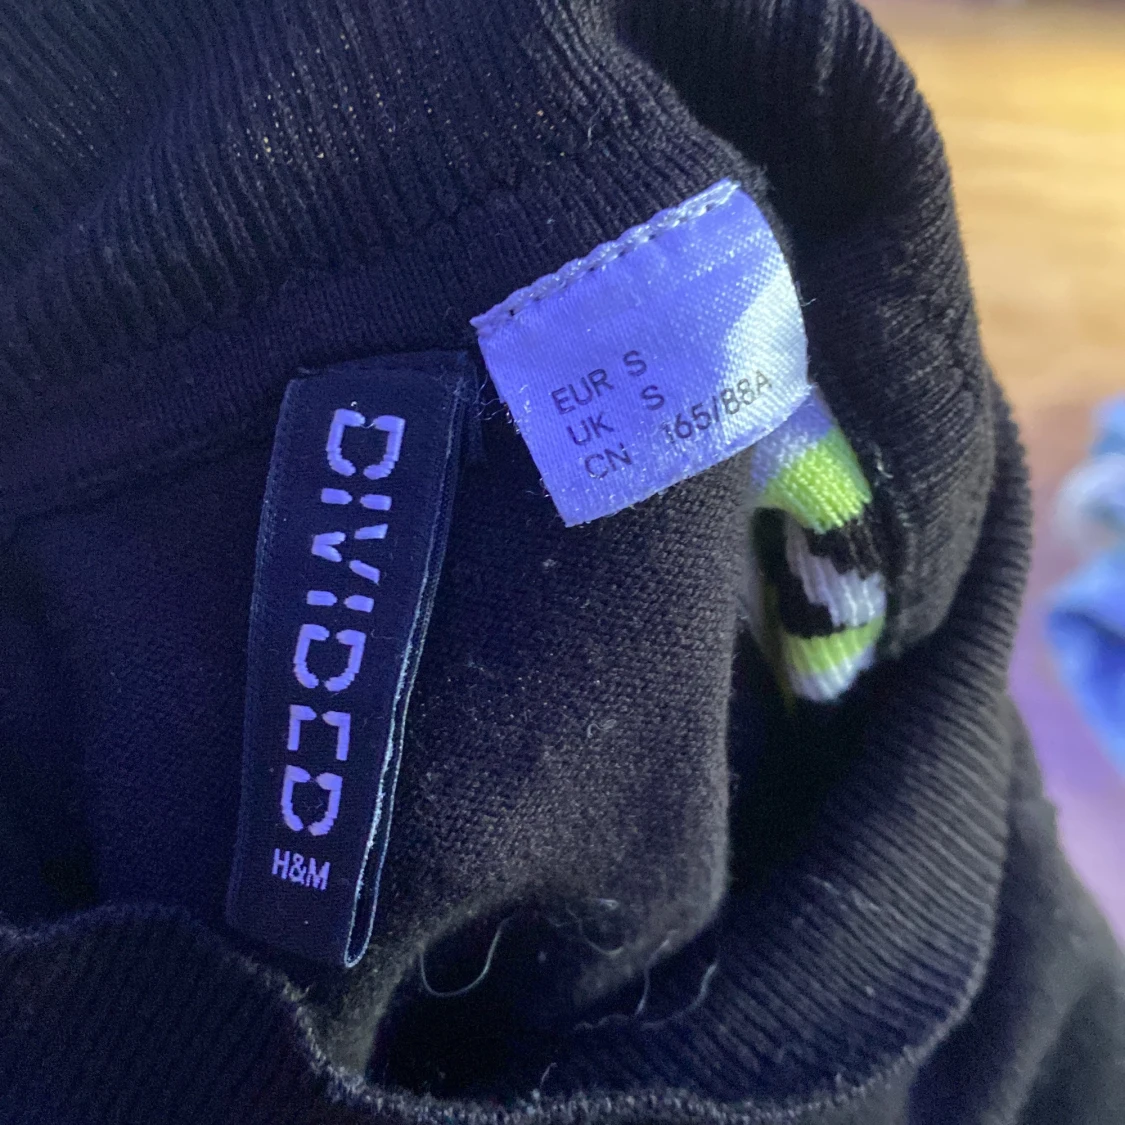 DIVIDED
H&M
EUR S
UK S
CN 165/88A